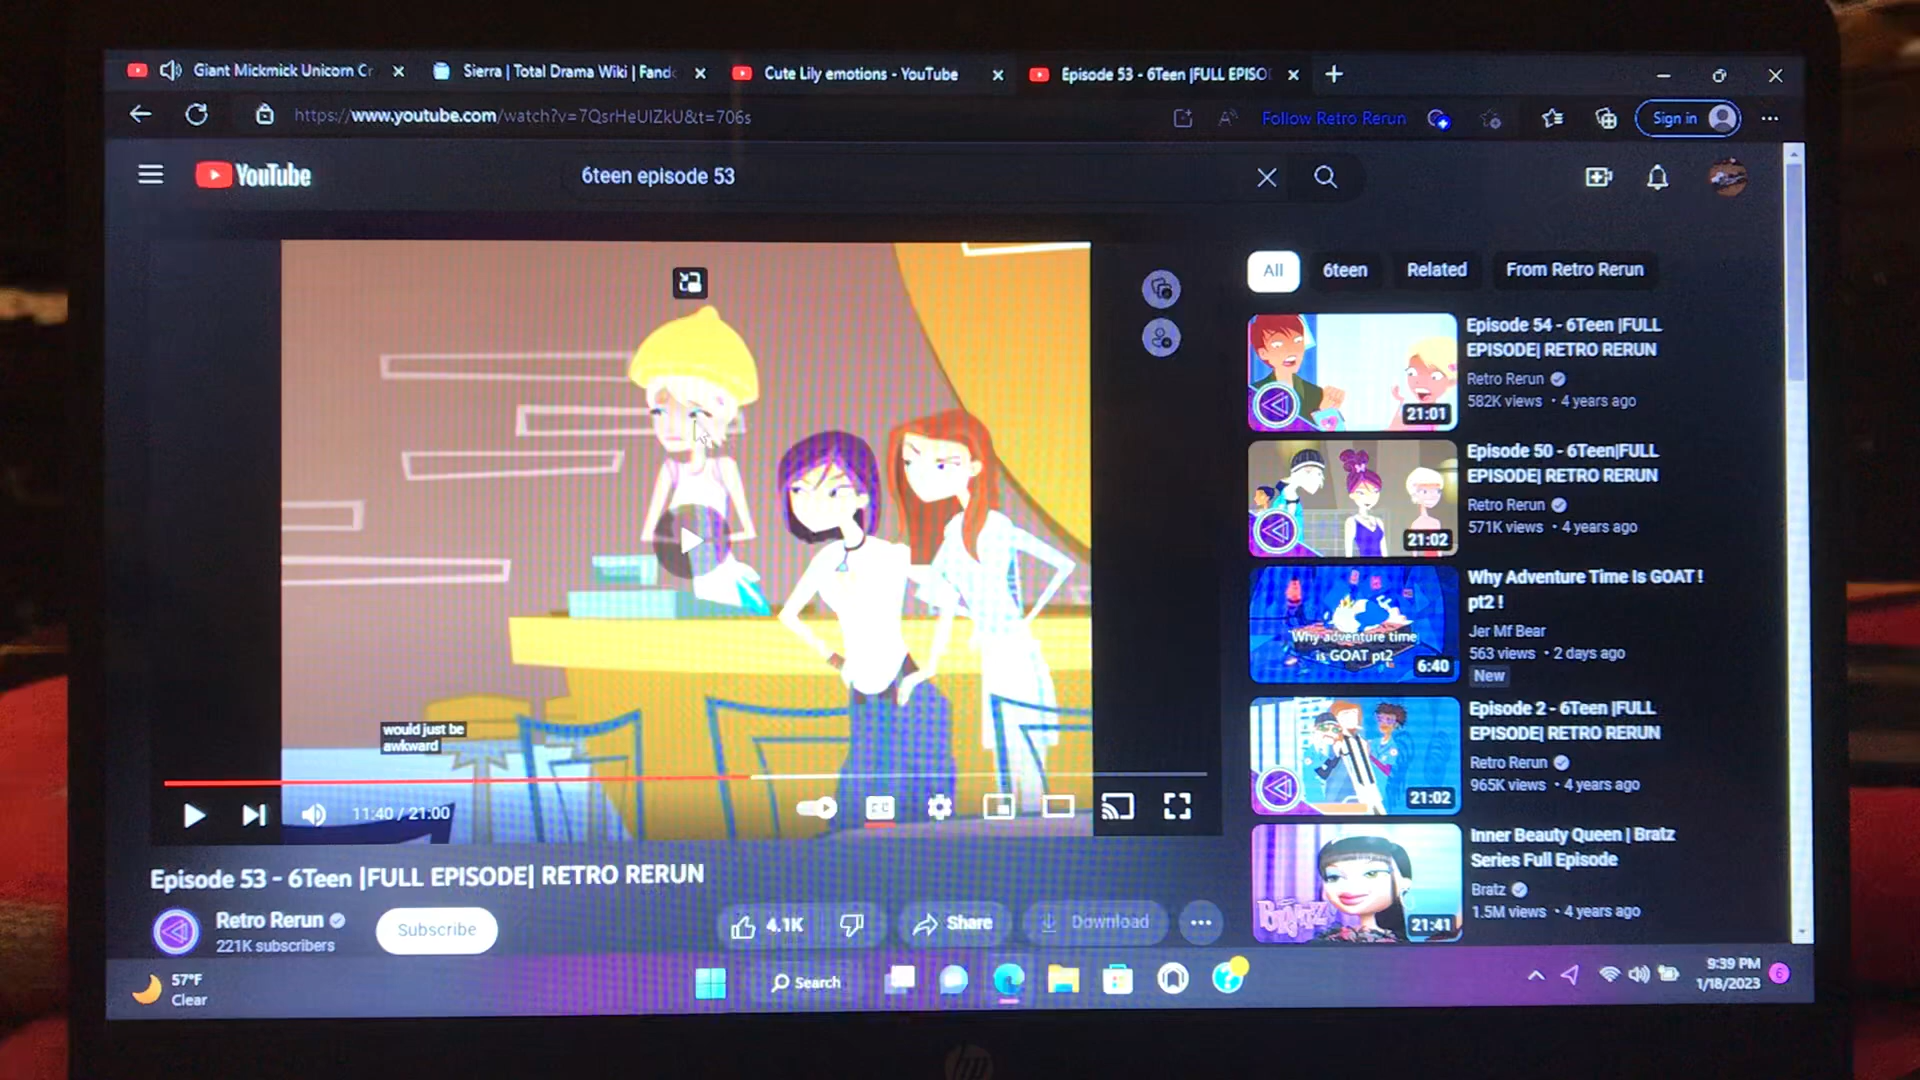 Giant Mickmick Unicorn Cr
Sierra | Total Drama Wiki | Fand
Cute Lily emotions - YouTube
Episode 53 - 6Teen |FULL EPISO
https://www.youtube.com/watch?v=7QsrHeUIZkU&t=706s
Follow Retro Rerun
Sign in
YouTube
6teen episode 53
All
6teen
Related
From Retro Rerun
Episode 54 - 6Teen |FULL
EPISODE| RETRO RERUN
Retro Rerun
582K views • 4 years ago
21:01
Episode 50 - 6Teen|FULL
EPISODE| RETRO RERUN
Retro Rerun
571K views • 4 years ago
21:02
Why Adventure Time Is GOAT !
pt2 !
Jer Mf Bear
563 views • 2 days ago
New
Why adventure time
is GOAT pt2
6:40
Episode 2 - 6Teen |FULL
EPISODE| RETRO RERUN
Retro Rerun
965K views • 4 years ago
21:02
Inner Beauty Queen | Bratz
Series Full Episode
Bratz
1.5M views • 4 years ago
BRATZ
21:41
would just be
awkward
11:40 / 21:00
CC
Episode 53 - 6Teen |FULL EPISODE| RETRO RERUN
Retro Rerun
221K subscribers
Subscribe
4.1K
Share
Download
57°F
Clear
Search
9:39 PM
1/18/2023
6
hp